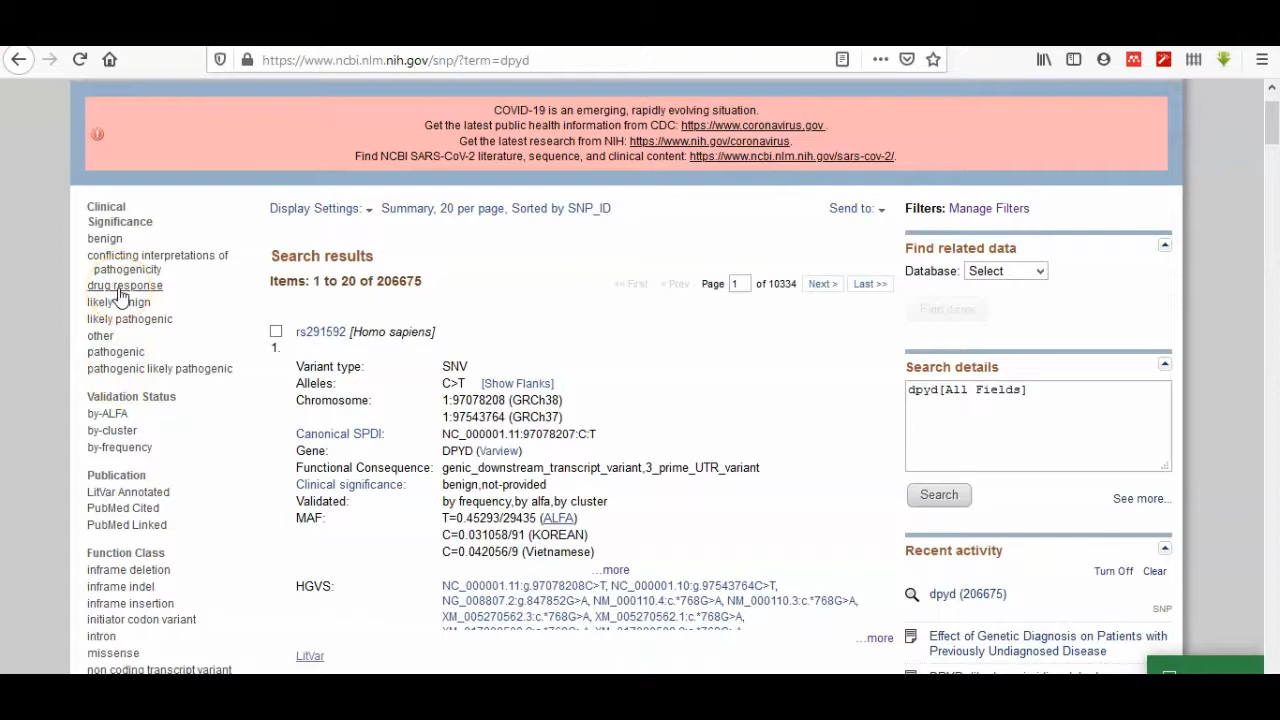 https://www.ncbi.nlm.nih.gov/snp/?term=dpyd
COVID-19 is an emerging, rapidly evolving situation.
Get the latest public health information from CDC: https://www.coronavirus.gov .
Get the latest research from NIH: https://www.nih.gov/coronavirus.
Find NCBI SARS-CoV-2 literature, sequence, and clinical content: https://www.ncbi.nlm.nih.gov/sars-cov-2/.
Clinical
Significance
benign
conflicting interpretations of
pathogenicity
drug response
likely benign
likely pathogenic
other
pathogenic
pathogenic likely pathogenic
Validation Status
by-ALFA
by-cluster
by-frequency
Publication
LitVar Annotated
PubMed Cited
PubMed Linked
Function Class
inframe deletion
inframe indel
inframe insertion
initiator codon variant
intron
missense
non coding transcript variant
Display Settings: Summary, 20 per page, Sorted by SNP_ID
Send to:
Search results
Items: 1 to 20 of 206675
<< First < Prev Page 1 of 10334 Next > Last >>
rs291592 [Homo sapiens]
1.
Variant type: SNV
Alleles: C>T [Show Flanks]
Chromosome: 1:97078208 (GRCh38)
1:97543764 (GRCh37)
Canonical SPDI: NC_000001.11:97078207:C:T
Gene: DPYD (Varview)
Functional Consequence: genic_downstream_transcript_variant,3_prime_UTR_variant
Clinical significance: benign,not-provided
Validated: by frequency,by alfa,by cluster
MAF: T=0.45293/29435 (ALFA)
C=0.031058/91 (KOREAN)
C=0.042056/9 (Vietnamese)
...more
HGVS: NC_000001.11:g.97078208C>T, NC_000001.10:g.97543764C>T,
NG_008807.2:g.847852G>A, NM_000110.4:c.*768G>A, NM_000110.3:c.*768G>A,
XM_005270562.3:c.*768G>A, XM_005270562.1:c.*768G>A,
...more
LitVar
Filters: Manage Filters
Find related data
Database: Select
Find items
Search details
dpyd[All Fields]
Search
See more...
Recent activity
Turn Off Clear
dpyd (206675)
SNP
Effect of Genetic Diagnosis on Patients with
Previously Undiagnosed Disease